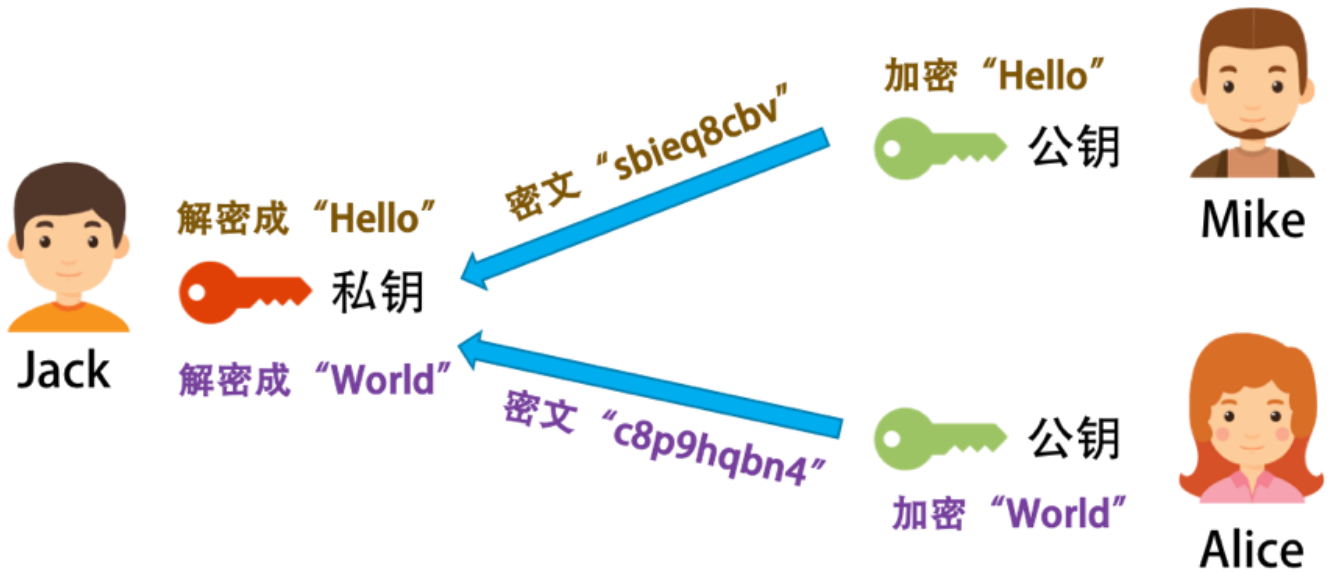 加密 “Hello”
公钥
Mike
密文 “sbieq8cbv”
解密成 “Hello”
私钥
解密成 “World”
Jack
密文 “c8p9hqbn4”
公钥
加密 “World”
Alice